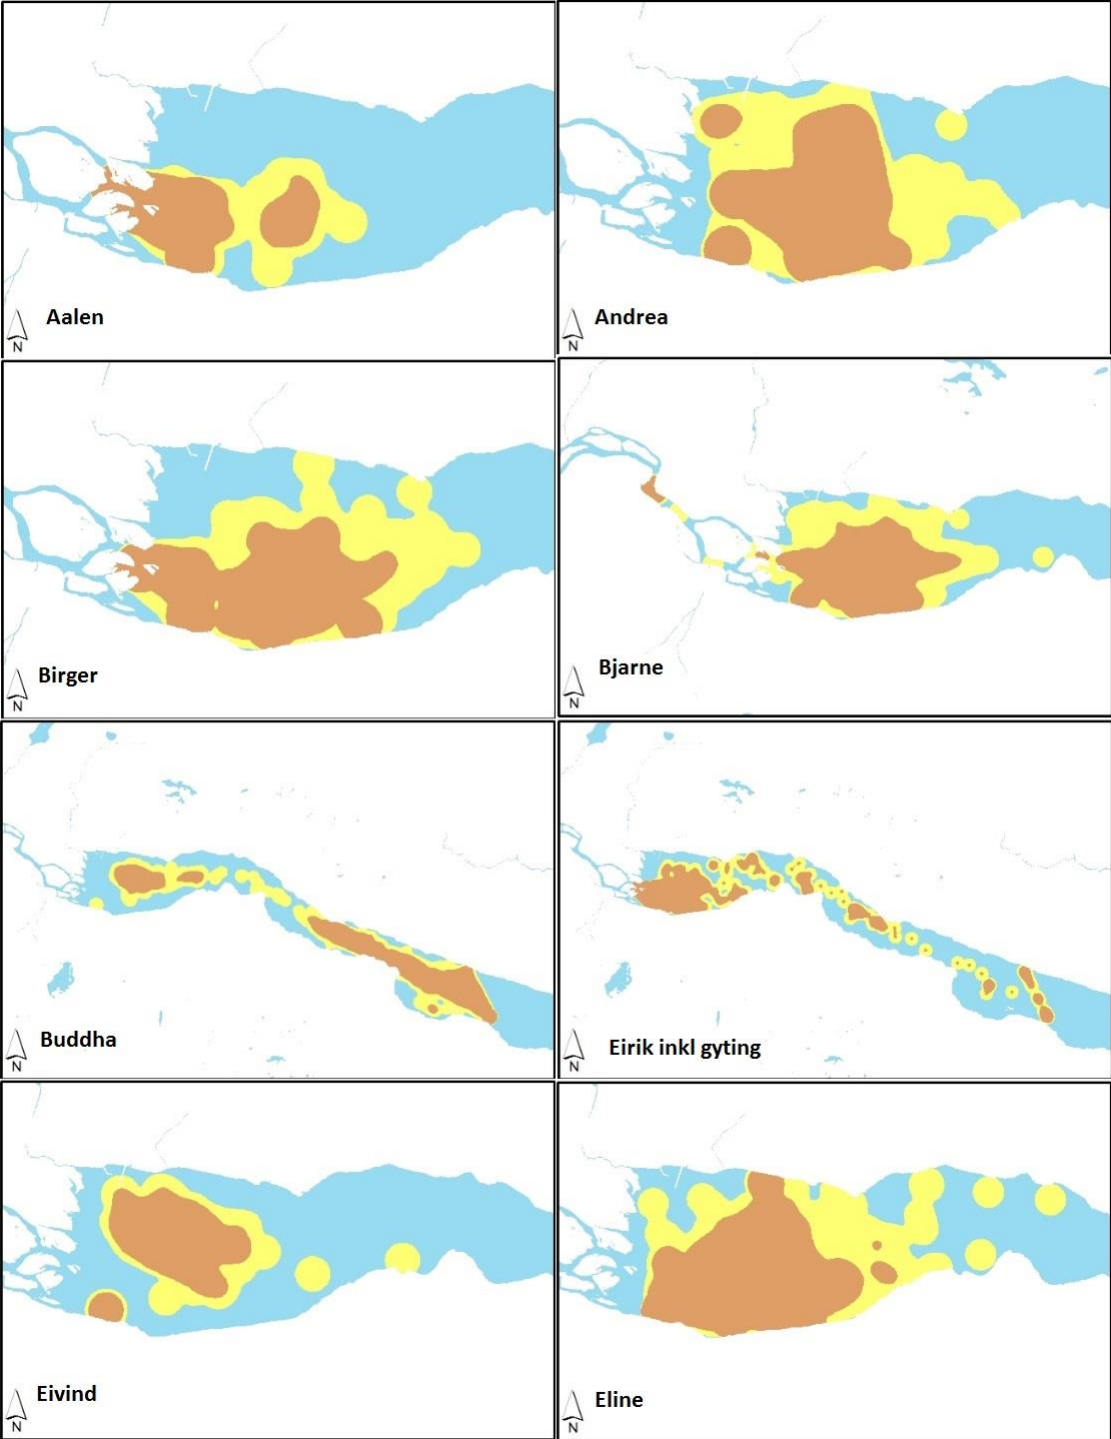 Aalen
N
Andrea
N
Birger
N
Bjarne
N
Buddha
N
Eirik inkl gyting
N
Eivind
N
Eline
N